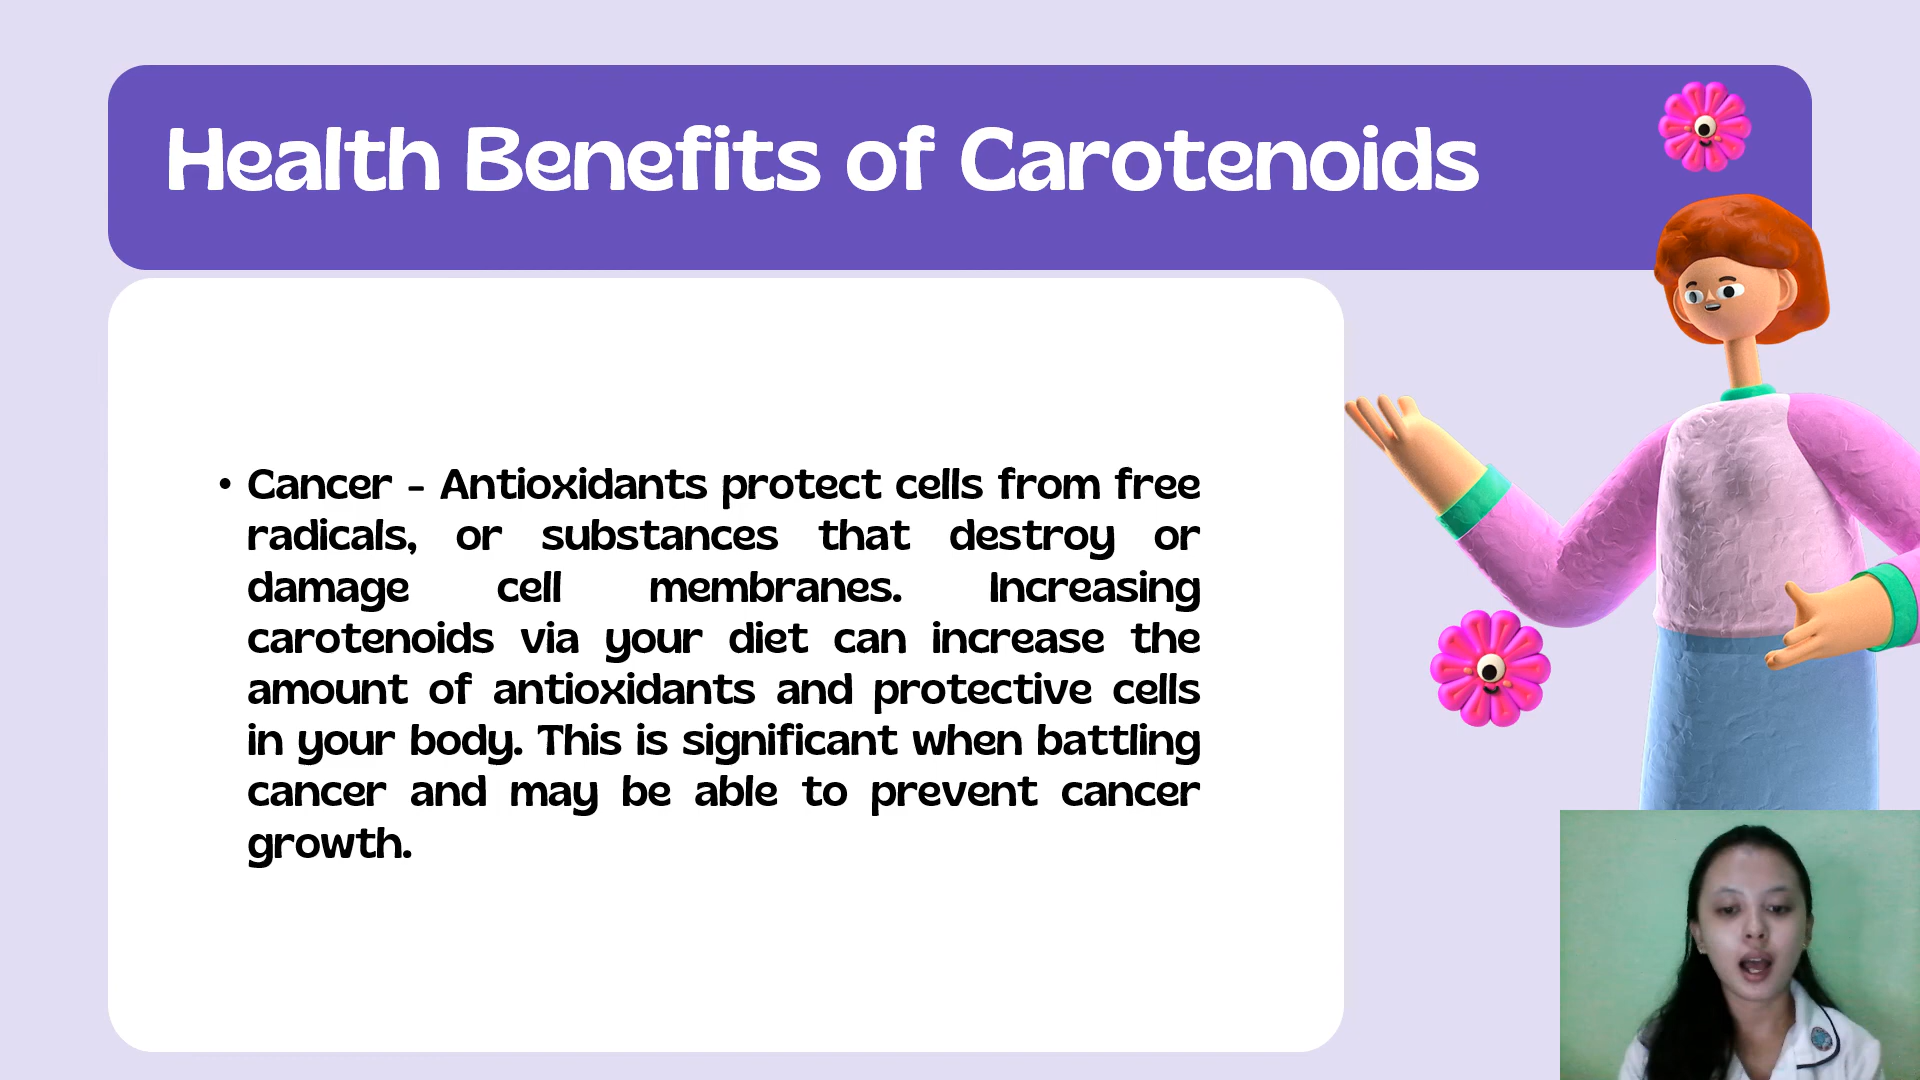 Health Benefits of Carotenoids
• Cancer - Antioxidants protect cells from free
radicals, or substances that destroy or
damage cell membranes. Increasing
carotenoids via your diet can increase the
amount of antioxidants and protective cells
in your body. This is significant when battling
cancer and may be able to prevent cancer
growth.